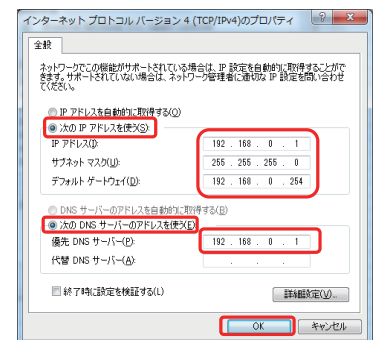 インターネット プロトコル バージョン 4 (TCP/IPv4)のプロパティ
全般
ネットワークでこの機能がサポートされている場合は、IP 設定を自動的に取得することがで
きます。サポートされていない場合は、ネットワーク管理者に適切な IP 設定を問い合わせ
てください。
IP アドレスを自動的に取得する(O)
次の IP アドレスを使う(S):
IP アドレス(I): 192 . 168 . 0 . 1
サブネット マスク(U): 255 . 255 . 255 . 0
デフォルト ゲートウェイ(D): 192 . 168 . 0 . 254
DNS サーバーのアドレスを自動的に取得する(B)
次の DNS サーバーのアドレスを使う(E):
優先 DNS サーバー(P): 192 . 168 . 0 . 1
代替 DNS サーバー(A): . . .
終了時に設定を検証する(L)
詳細設定(V)...
OK
キャンセル